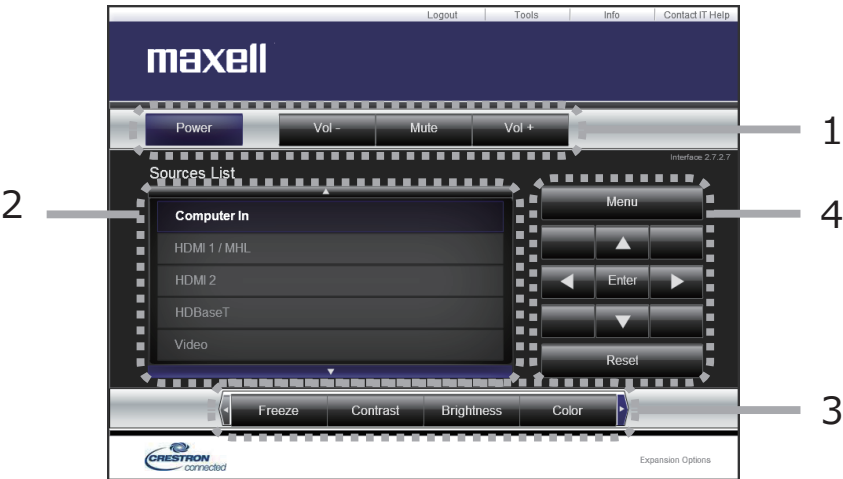 Logout Tools Info Contact IT Help
maxell
Power Vol - Mute Vol +
1
Interface 2.7.2.7
Sources List
2
Computer In
HDMI 1 / MHL
HDMI 2
HDBaseT
Video
Menu
4
Enter
Reset
Freeze Contrast Brightness Color
3
CRESTRON
connected
Expansion Options